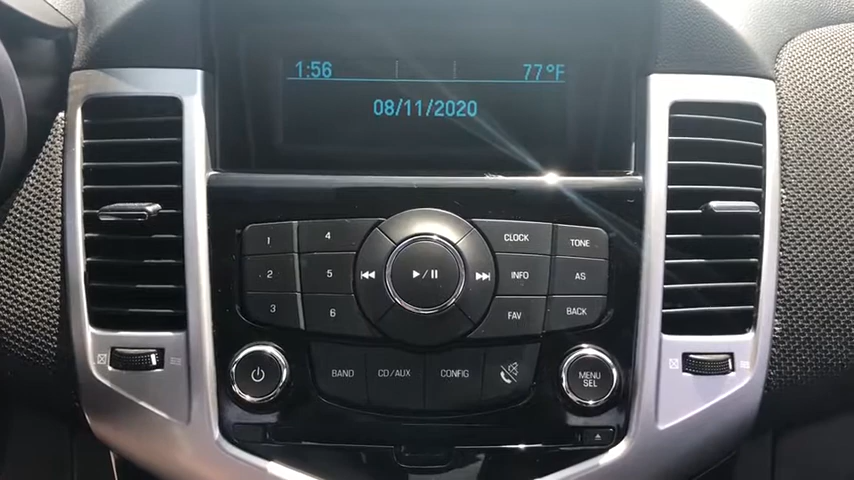 1:56 77°F
08/11/2020
1 4 CLOCK TONE
2 5 INFO AS
3 6 FAV BACK
BAND CD/AUX CONFIG MENU
SEL